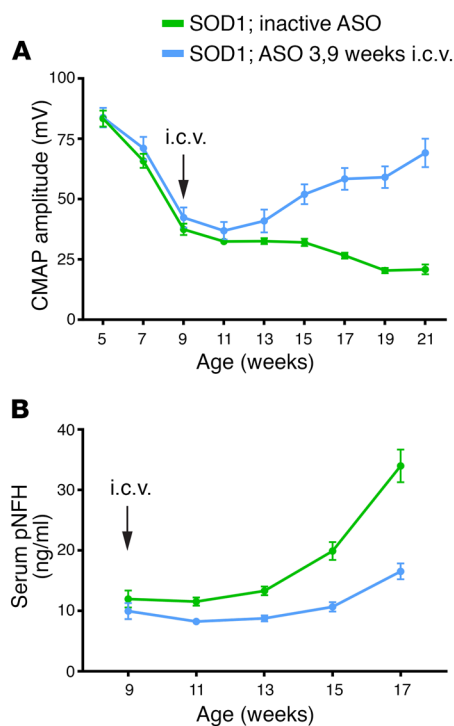 SOD1; inactive ASO
SOD1; ASO 3,9 weeks i.c.v.
A
100
75
50
25
0
CMAP amplitude (mV)
i.c.v.
5 7 9 11 13 15 17 19 21
Age (weeks)
B
40
30
20
10
0
Serum pNFH
(ng/ml)
i.c.v.
9 11 13 15 17
Age (weeks)